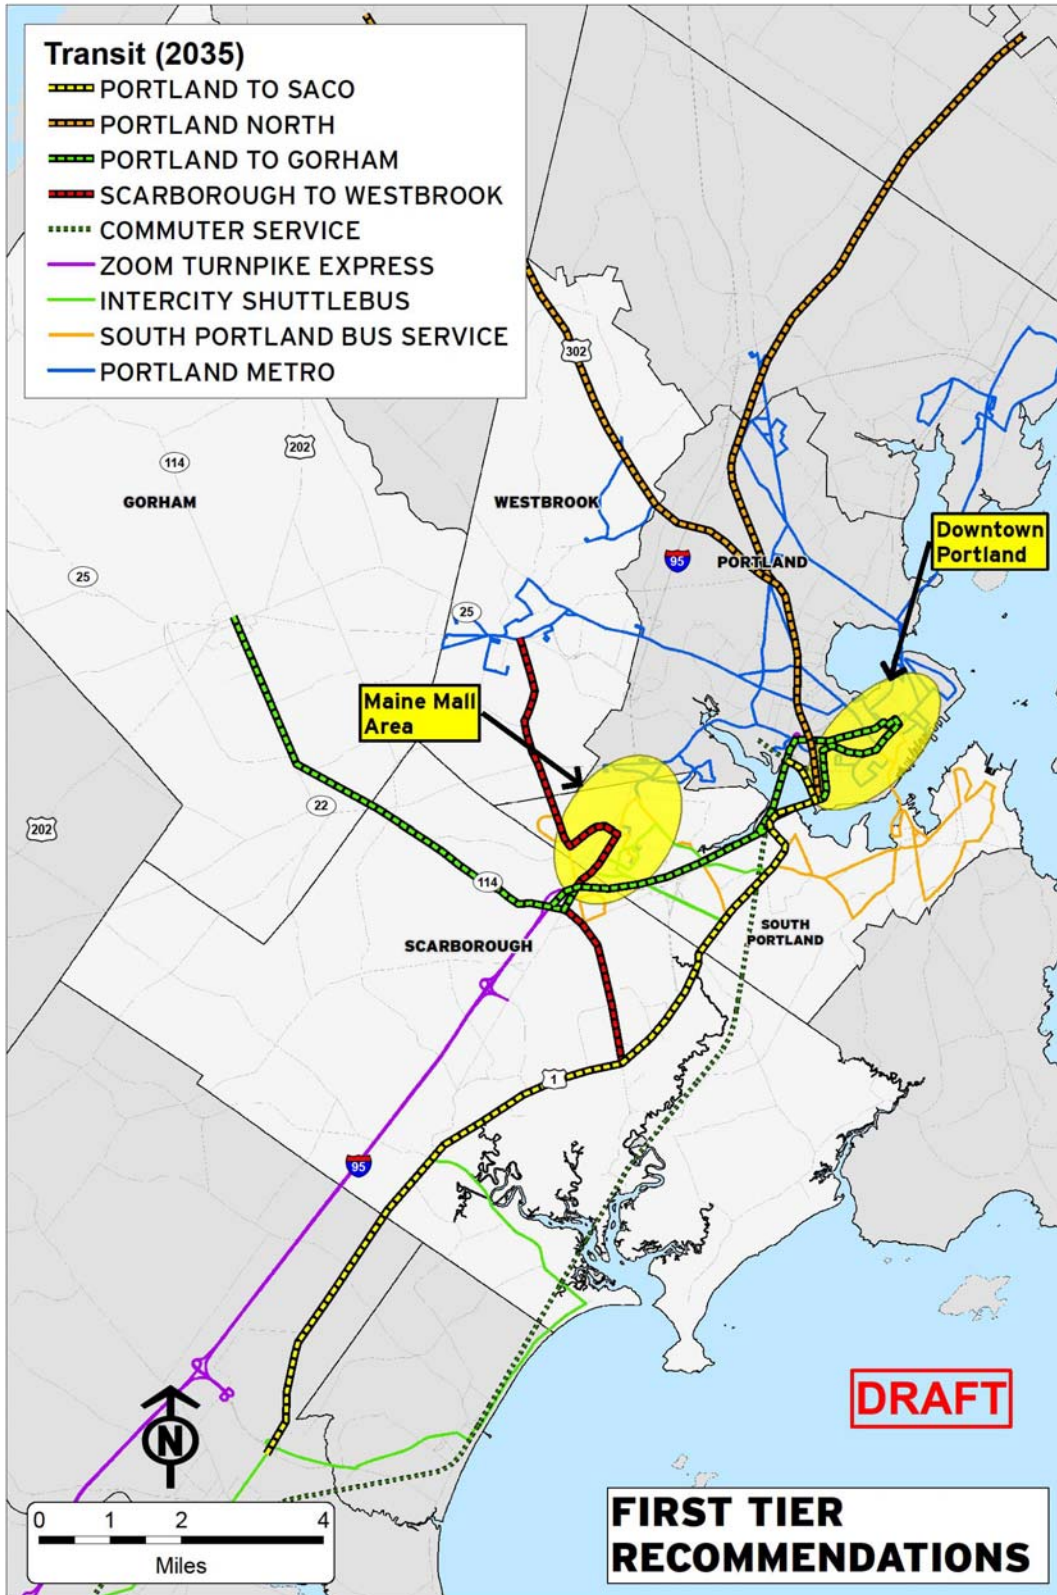 Transit (2035)
PORTLAND TO SACO
PORTLAND NORTH
PORTLAND TO GORHAM
SCARBOROUGH TO WESTBROOK
COMMUTER SERVICE
ZOOM TURNPIKE EXPRESS
INTERCITY SHUTTLEBUS
SOUTH PORTLAND BUS SERVICE
PORTLAND METRO
302
202
114
GORHAM
WESTBROOK
Downtown
Portland
95
PORTLAND
25
25
Maine Mall
Area
22
202
114
SCARBOROUGH
SOUTH
PORTLAND
1
95
DRAFT
N
0 1 2 4
Miles
FIRST TIER
RECOMMENDATIONS